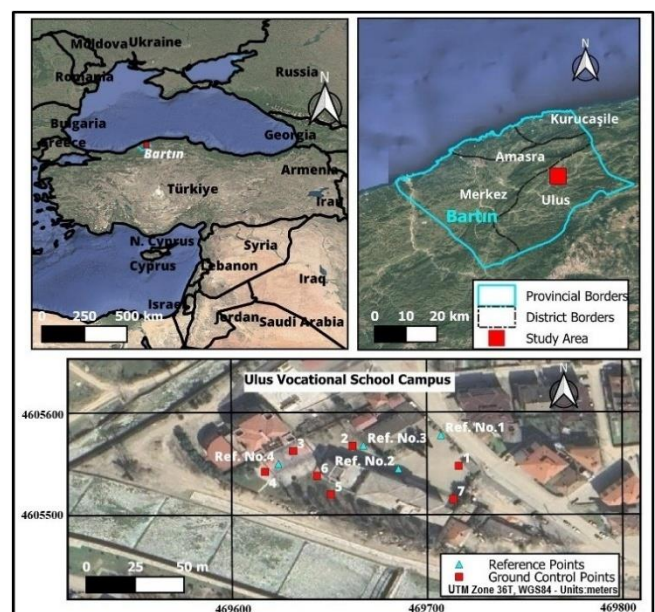 Moldova
Ukraine
Romania
Russia
N
Bulgaria
Greece
Georgia
Bartın
Armenia
Türkiye
Iran
N. Cyprus
Cyprus
Syria
Lebanon
Iraq
Israel
Jordan
Saudi Arabia
0 250 500 km
N
Kurucaşile
Amasra
Merkez
Ulus
Bartın
Provincial Borders
District Borders
Study Area
0 10 20 km
Ulus Vocational School Campus
N
4605600
4605500
Ref. No.1
2
Ref. No.3
3
Ref. No.4
Ref. No.2
1
4
6
5
7
Reference Points
Ground Control Points
UTM Zone 36T, WGS84 - Units:meters
0 25 50 m
469600
469700
469800